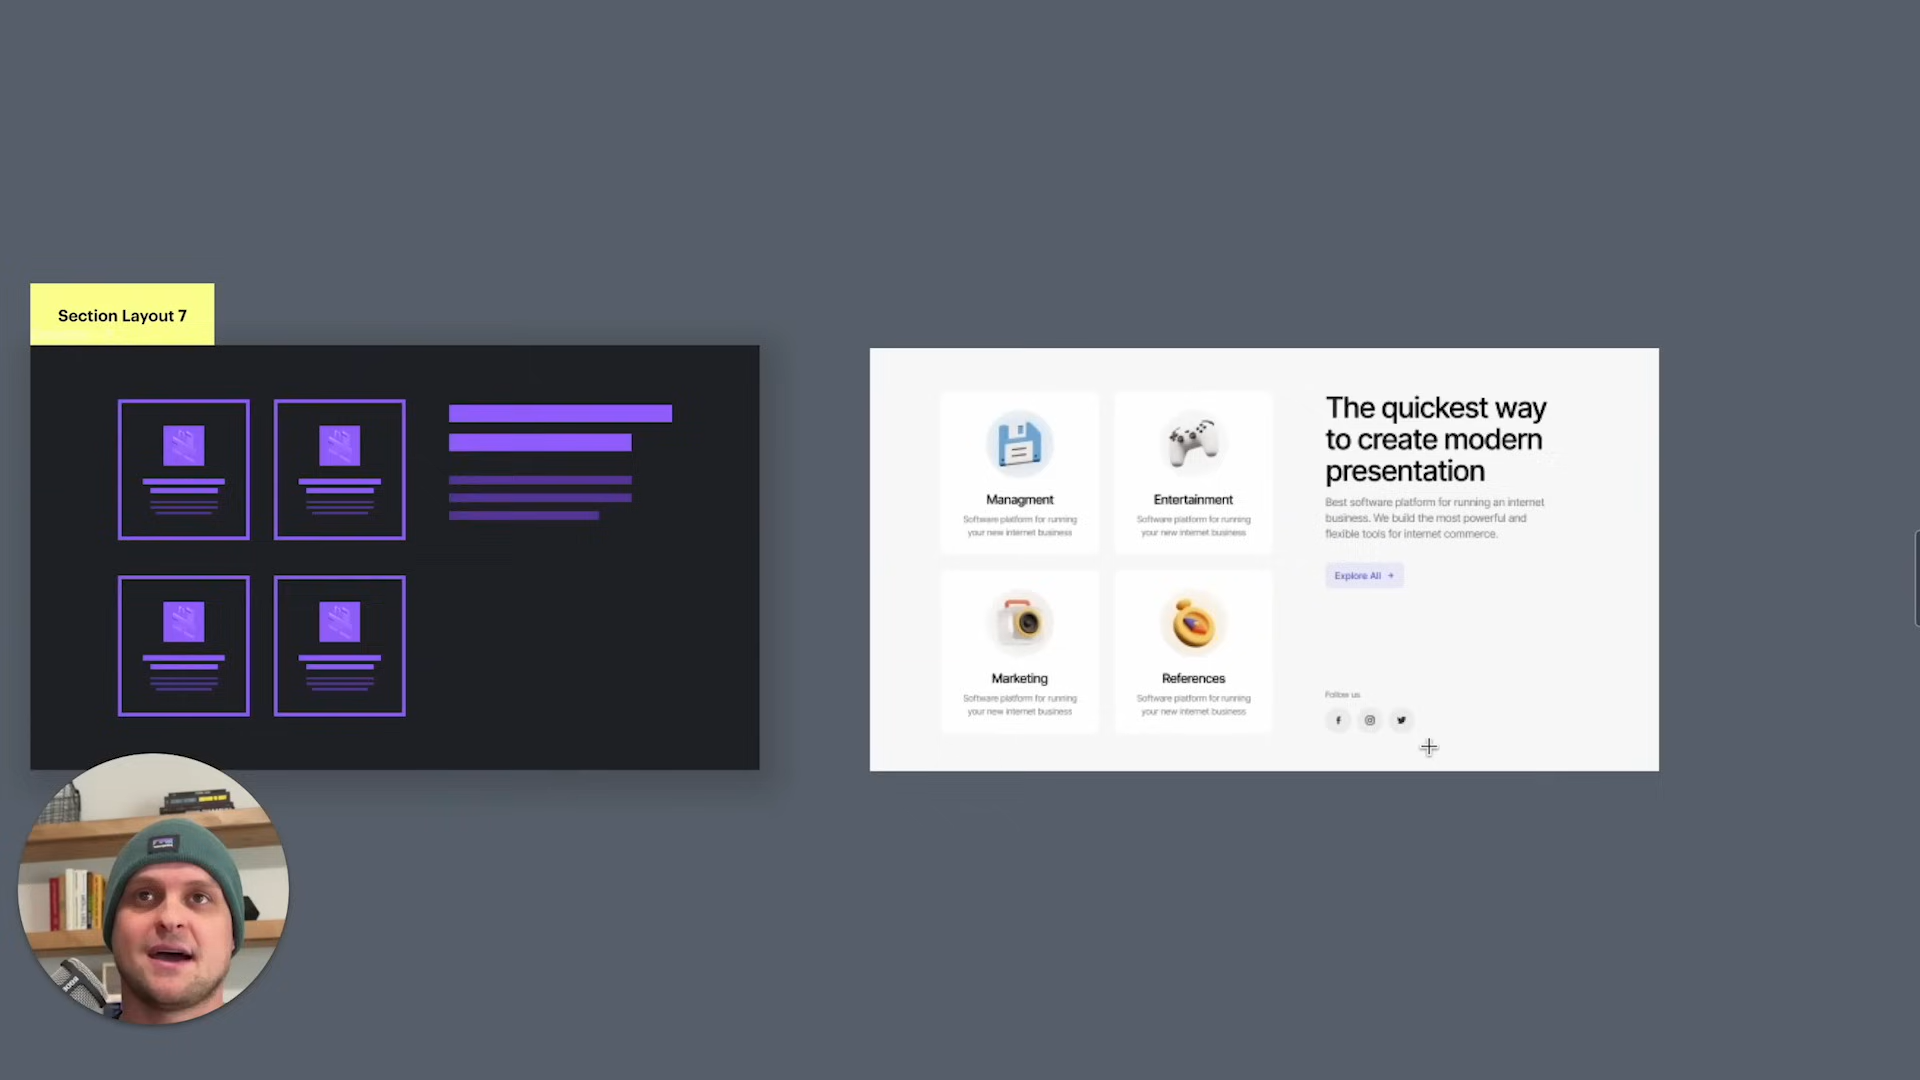 Section Layout 7
Managment
Software platform for running
your new internet business
Entertainment
Software platform for running
your new internet business
Marketing
Software platform for running
your new internet business
References
Software platform for running
your new internet business
The quickest way
to create modern
presentation
Best software platform for running an internet
business. We build the most powerful and
flexible tools for internet commerce.
Explore All →
Follow us